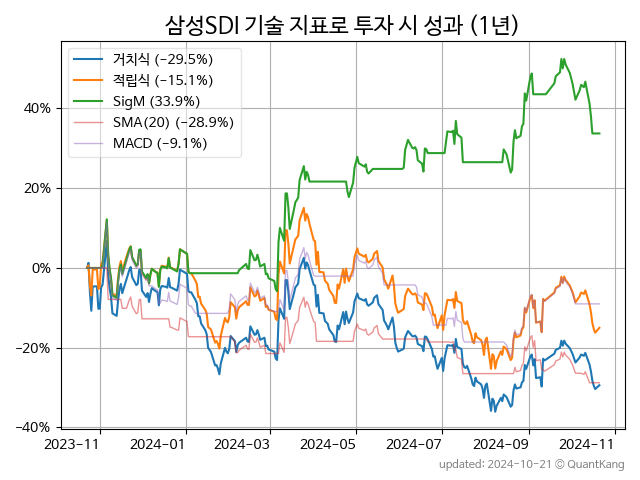 삼성SDI 기술 지표로 투자 시 성과 (1년)
거치식 (−29.5%)
적립식 (−15.1%)
SigM (33.9%)
SMA(20) (−28.9%)
MACD (−9.1%)
40%
20%
0%
−20%
−40%
2023-11 2024-01 2024-03 2024-05 2024-07 2024-09 2024-11
updated: 2024-10-21 © QuantKang